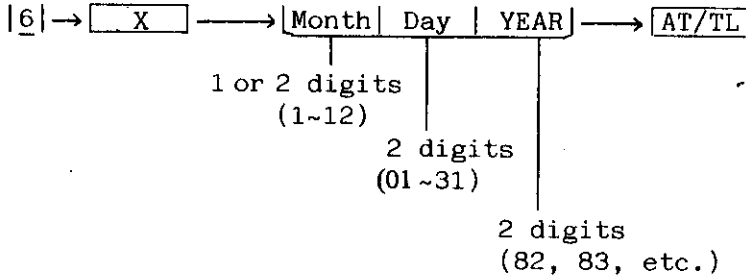 6 X Month Day YEAR AT/TL
1 or 2 digits
(1~12)
2 digits
(01~31)
2 digits
(82, 83, etc.)